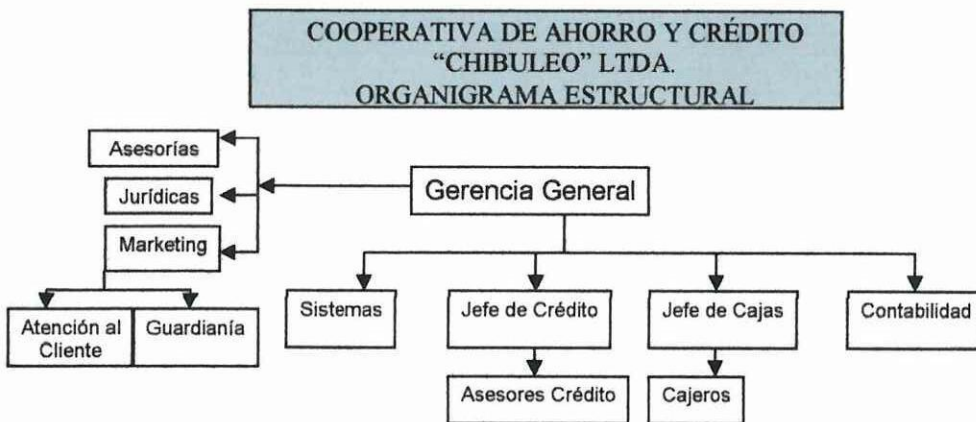 COOPERATIVA DE AHORRO Y CRÉDITO
“CHIBULEO” LTDA.
ORGANIGRAMA ESTRUCTURAL
Asesorías
Jurídicas
Marketing
Gerencia General
Atención al
Cliente
Guardianía
Sistemas
Jefe de Crédito
Jefe de Cajas
Contabilidad
Asesores Crédito
Cajeros